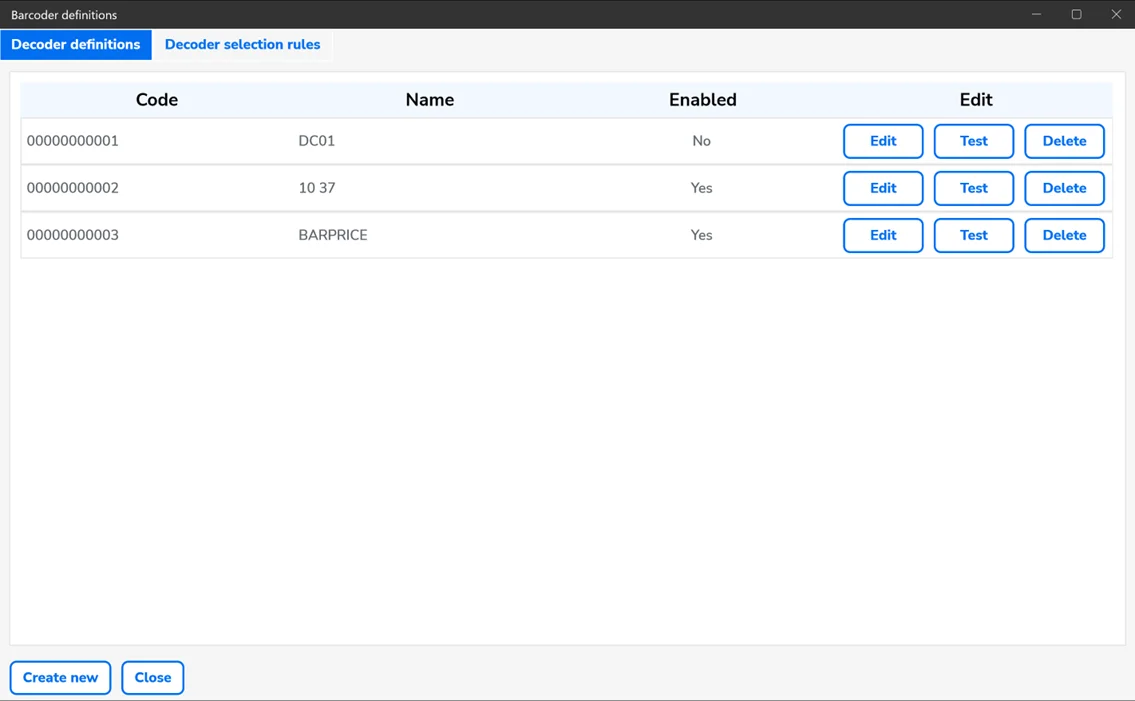 Barcoder definitions
Decoder definitions Decoder selection rules
Code Name Enabled Edit
00000000001 DC01 No Edit Test Delete
00000000002 10 37 Yes Edit Test Delete
00000000003 BARPRICE Yes Edit Test Delete
Create new Close